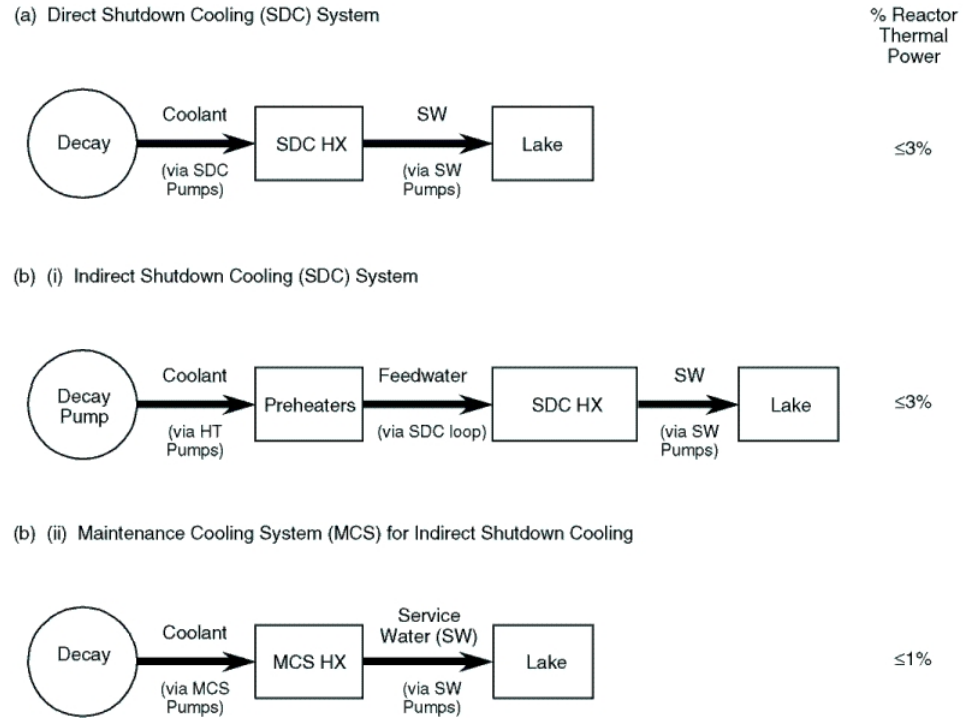 (a) Direct Shutdown Cooling (SDC) System
% Reactor
Thermal
Power
Decay
Coolant
(via SDC
Pumps)
SDC HX
SW
(via SW
Pumps)
Lake
≤3%
(b) (i) Indirect Shutdown Cooling (SDC) System
Decay
Pump
Coolant
(via HT
Pumps)
Preheaters
Feedwater
(via SDC loop)
SDC HX
SW
(via SW
Pumps)
Lake
≤3%
(b) (ii) Maintenance Cooling System (MCS) for Indirect Shutdown Cooling
Decay
Coolant
(via MCS
Pumps)
MCS HX
Service
Water (SW)
(via SW
Pumps)
Lake
≤1%